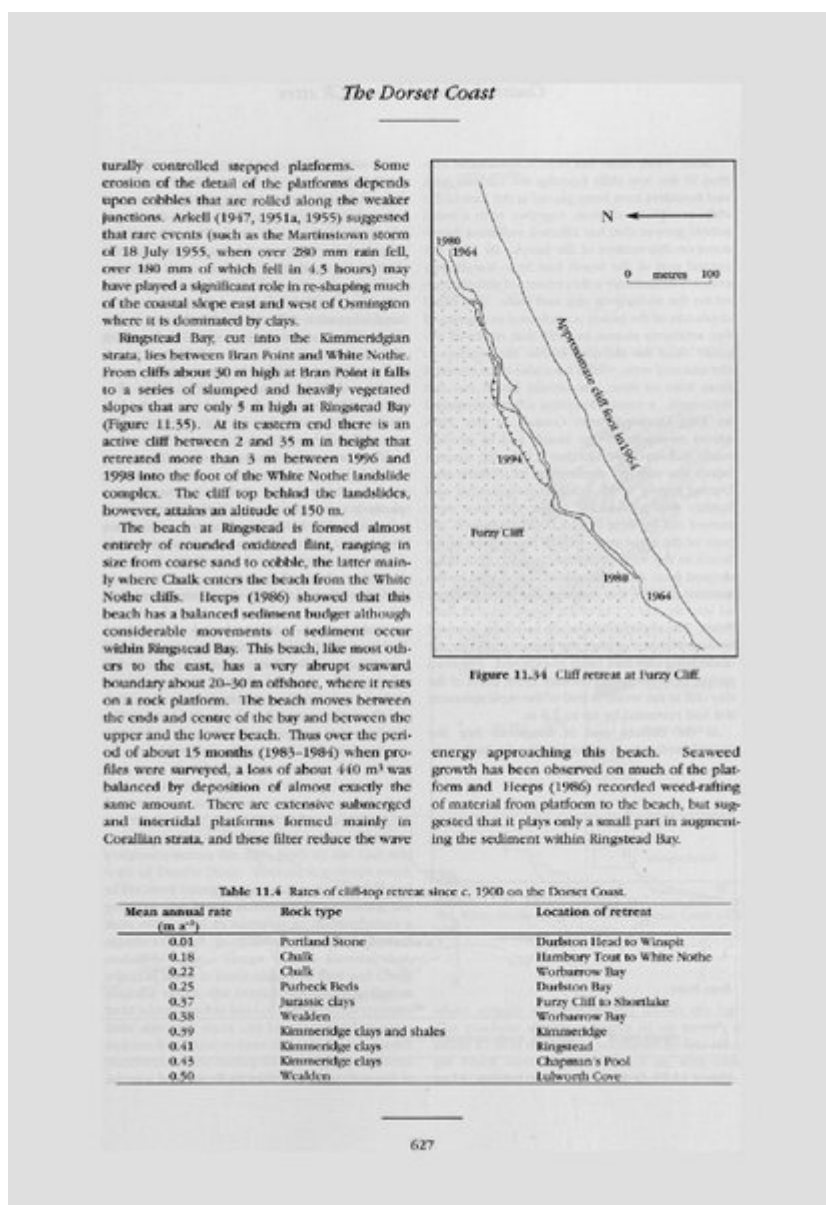 The Dorset Coast
turally controlled stepped platforms. Some
erosion of the detail of the platforms depends
upon cobbles that are rolled along the weaker
junctions. Arkell (1947, 1951a, 1955) suggested
that rare events (such as the Martinstown storm
of 18 July 1955, when over 280 mm rain fell,
over 180 mm of which fell in 4.5 hours) may
have played a significant role in re-shaping much
of the coastal slope east and west of Osmington
where it is dominated by clays.
Ringstead Bay, cut into the Kimmeridgian
strata, lies between Bran Point and White Nothe.
From cliffs about 30 m high at Bran Point it falls
to a series of slumped and heavily vegetated
slopes that are only 5 m high at Ringstead Bay
(Figure 11.35). At its eastern end there is an
active cliff between 2 and 35 m in height that
retreated more than 3 m between 1996 and
1998 into the foot of the White Nothe landslide
complex. The cliff top behind the landslides,
however, attains an altitude of 150 m.
The beach at Ringstead is formed almost
entirely of rounded oxidized flint, ranging in
size from coarse sand to cobble, the latter main-
ly where Chalk enters the beach from the White
Nothe cliffs. Heeps (1986) showed that this
beach has a balanced sediment budget although
considerable movements of sediment occur
within Ringstead Bay. This beach, like most oth-
ers to the east, has a very abrupt seaward
boundary about 20–30 m offshore, where it rests
on a rock platform. The beach moves between
the ends and centre of the bay and between the
upper and the lower beach. Thus over the peri-
od of about 15 months (1983–1984) when pro-
files were surveyed, a loss of about 440 m³ was
balanced by deposition of almost exactly the
same amount. There are extensive submerged
and intertidal platforms formed mainly in
Corallian strata, and these filter reduce the wave
N
0 metres 100
1980
1964
Approximate cliff foot in 1964
1994
Furzy Cliff
1980
1964
Figure 11.34 Cliff retreat at Furzy Cliff.
energy approaching this beach. Seaweed
growth has been observed on much of the plat-
form and Heeps (1986) recorded weed-rafting
of material from platform to the beach, but sug-
gested that it plays only a small part in augment-
ing the sediment within Ringstead Bay.
Table 11.4 Rates of cliff-top retreat since c. 1900 on the Dorset Coast.
Mean annual rate Rock type Location of retreat
(m a⁻¹)
0.01 Portland Stone Durlston Head to Winspit
0.18 Chalk Hambury Tout to White Nothe
0.22 Chalk Worbarrow Bay
0.25 Purbeck Beds Durlston Bay
0.37 Jurassic clays Furzy Cliff to Shortlake
0.38 Wealden Worbarrow Bay
0.39 Kimmeridge clays and shales Kimmeridge
0.41 Kimmeridge clays Ringstead
0.43 Kimmeridge clays Chapman's Pool
0.50 Wealden Lulworth Cove
627